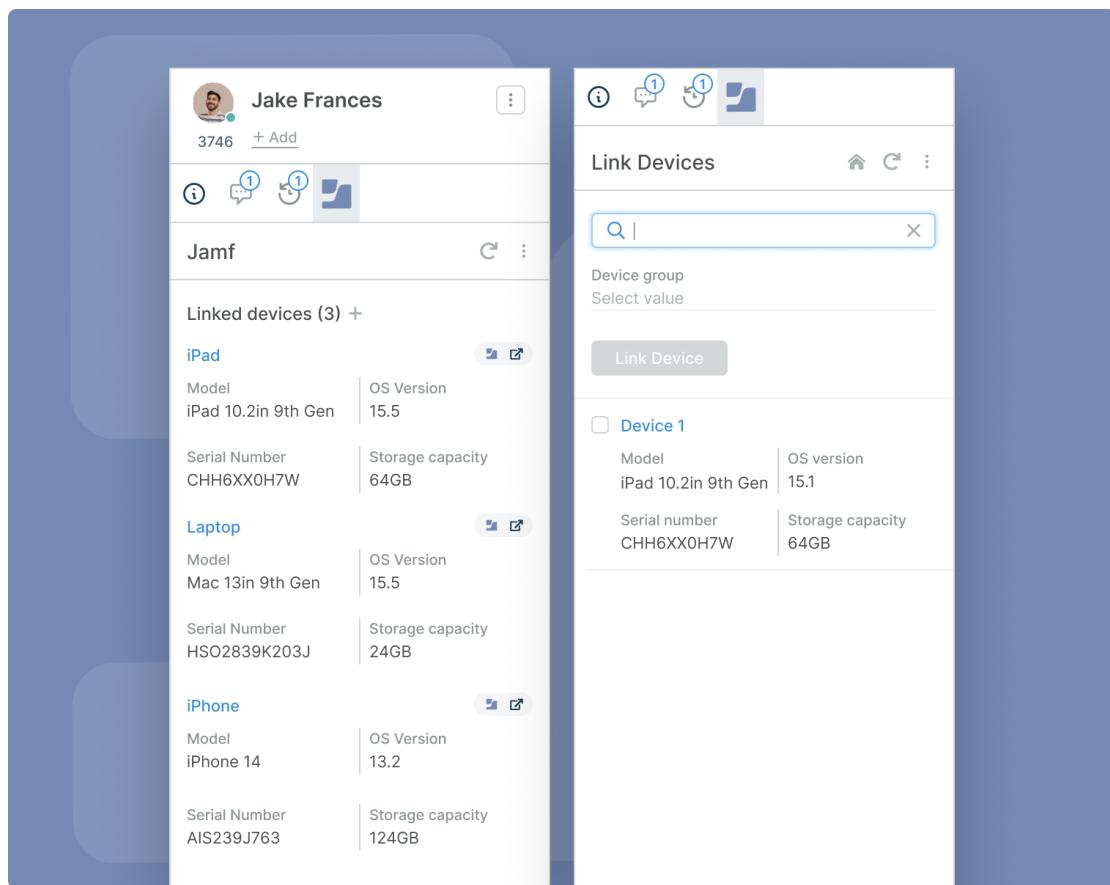 Jake Frances
3746 + Add
1 1
Jamf
Linked devices (3) +
iPad
Model OS Version
iPad 10.2in 9th Gen 15.5
Serial Number Storage capacity
CHH6XX0H7W 64GB
Laptop
Model OS Version
Mac 13in 9th Gen 15.5
Serial Number Storage capacity
HSO2839K203J 24GB
iPhone
Model OS Version
iPhone 14 13.2
Serial Number Storage capacity
AIS239J763 124GB
1 1
Link Devices
Device group
Select value
Link Device
Device 1
Model OS version
iPad 10.2in 9th Gen 15.1
Serial number Storage capacity
CHH6XX0H7W 64GB